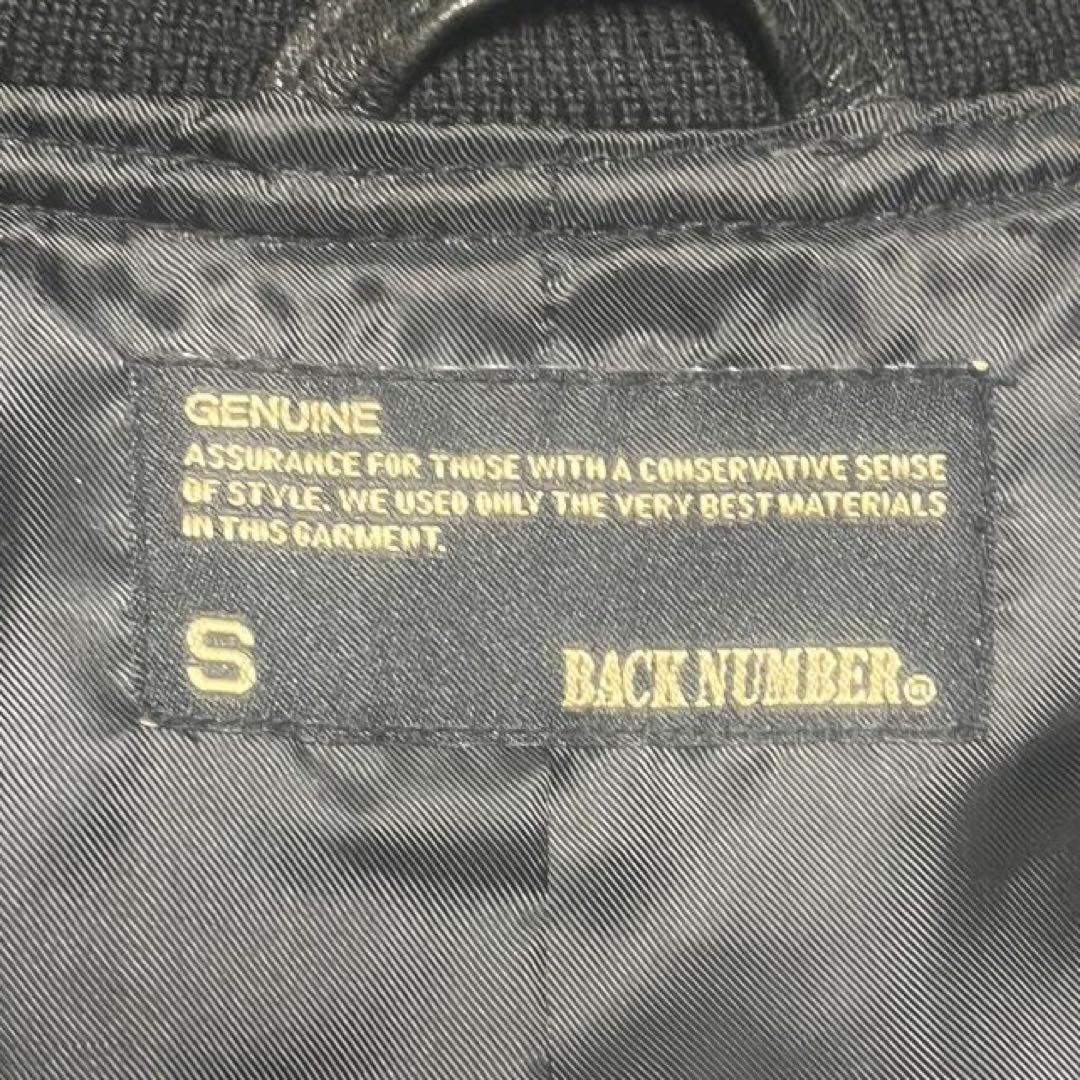 GENUINE
ASSURANCE FOR THOSE WITH A CONSERVATIVE SENSE
OF STYLE. WE USED ONLY THE VERY BEST MATERIALS
IN THIS GARMENT.
S
BACK NUMBER®